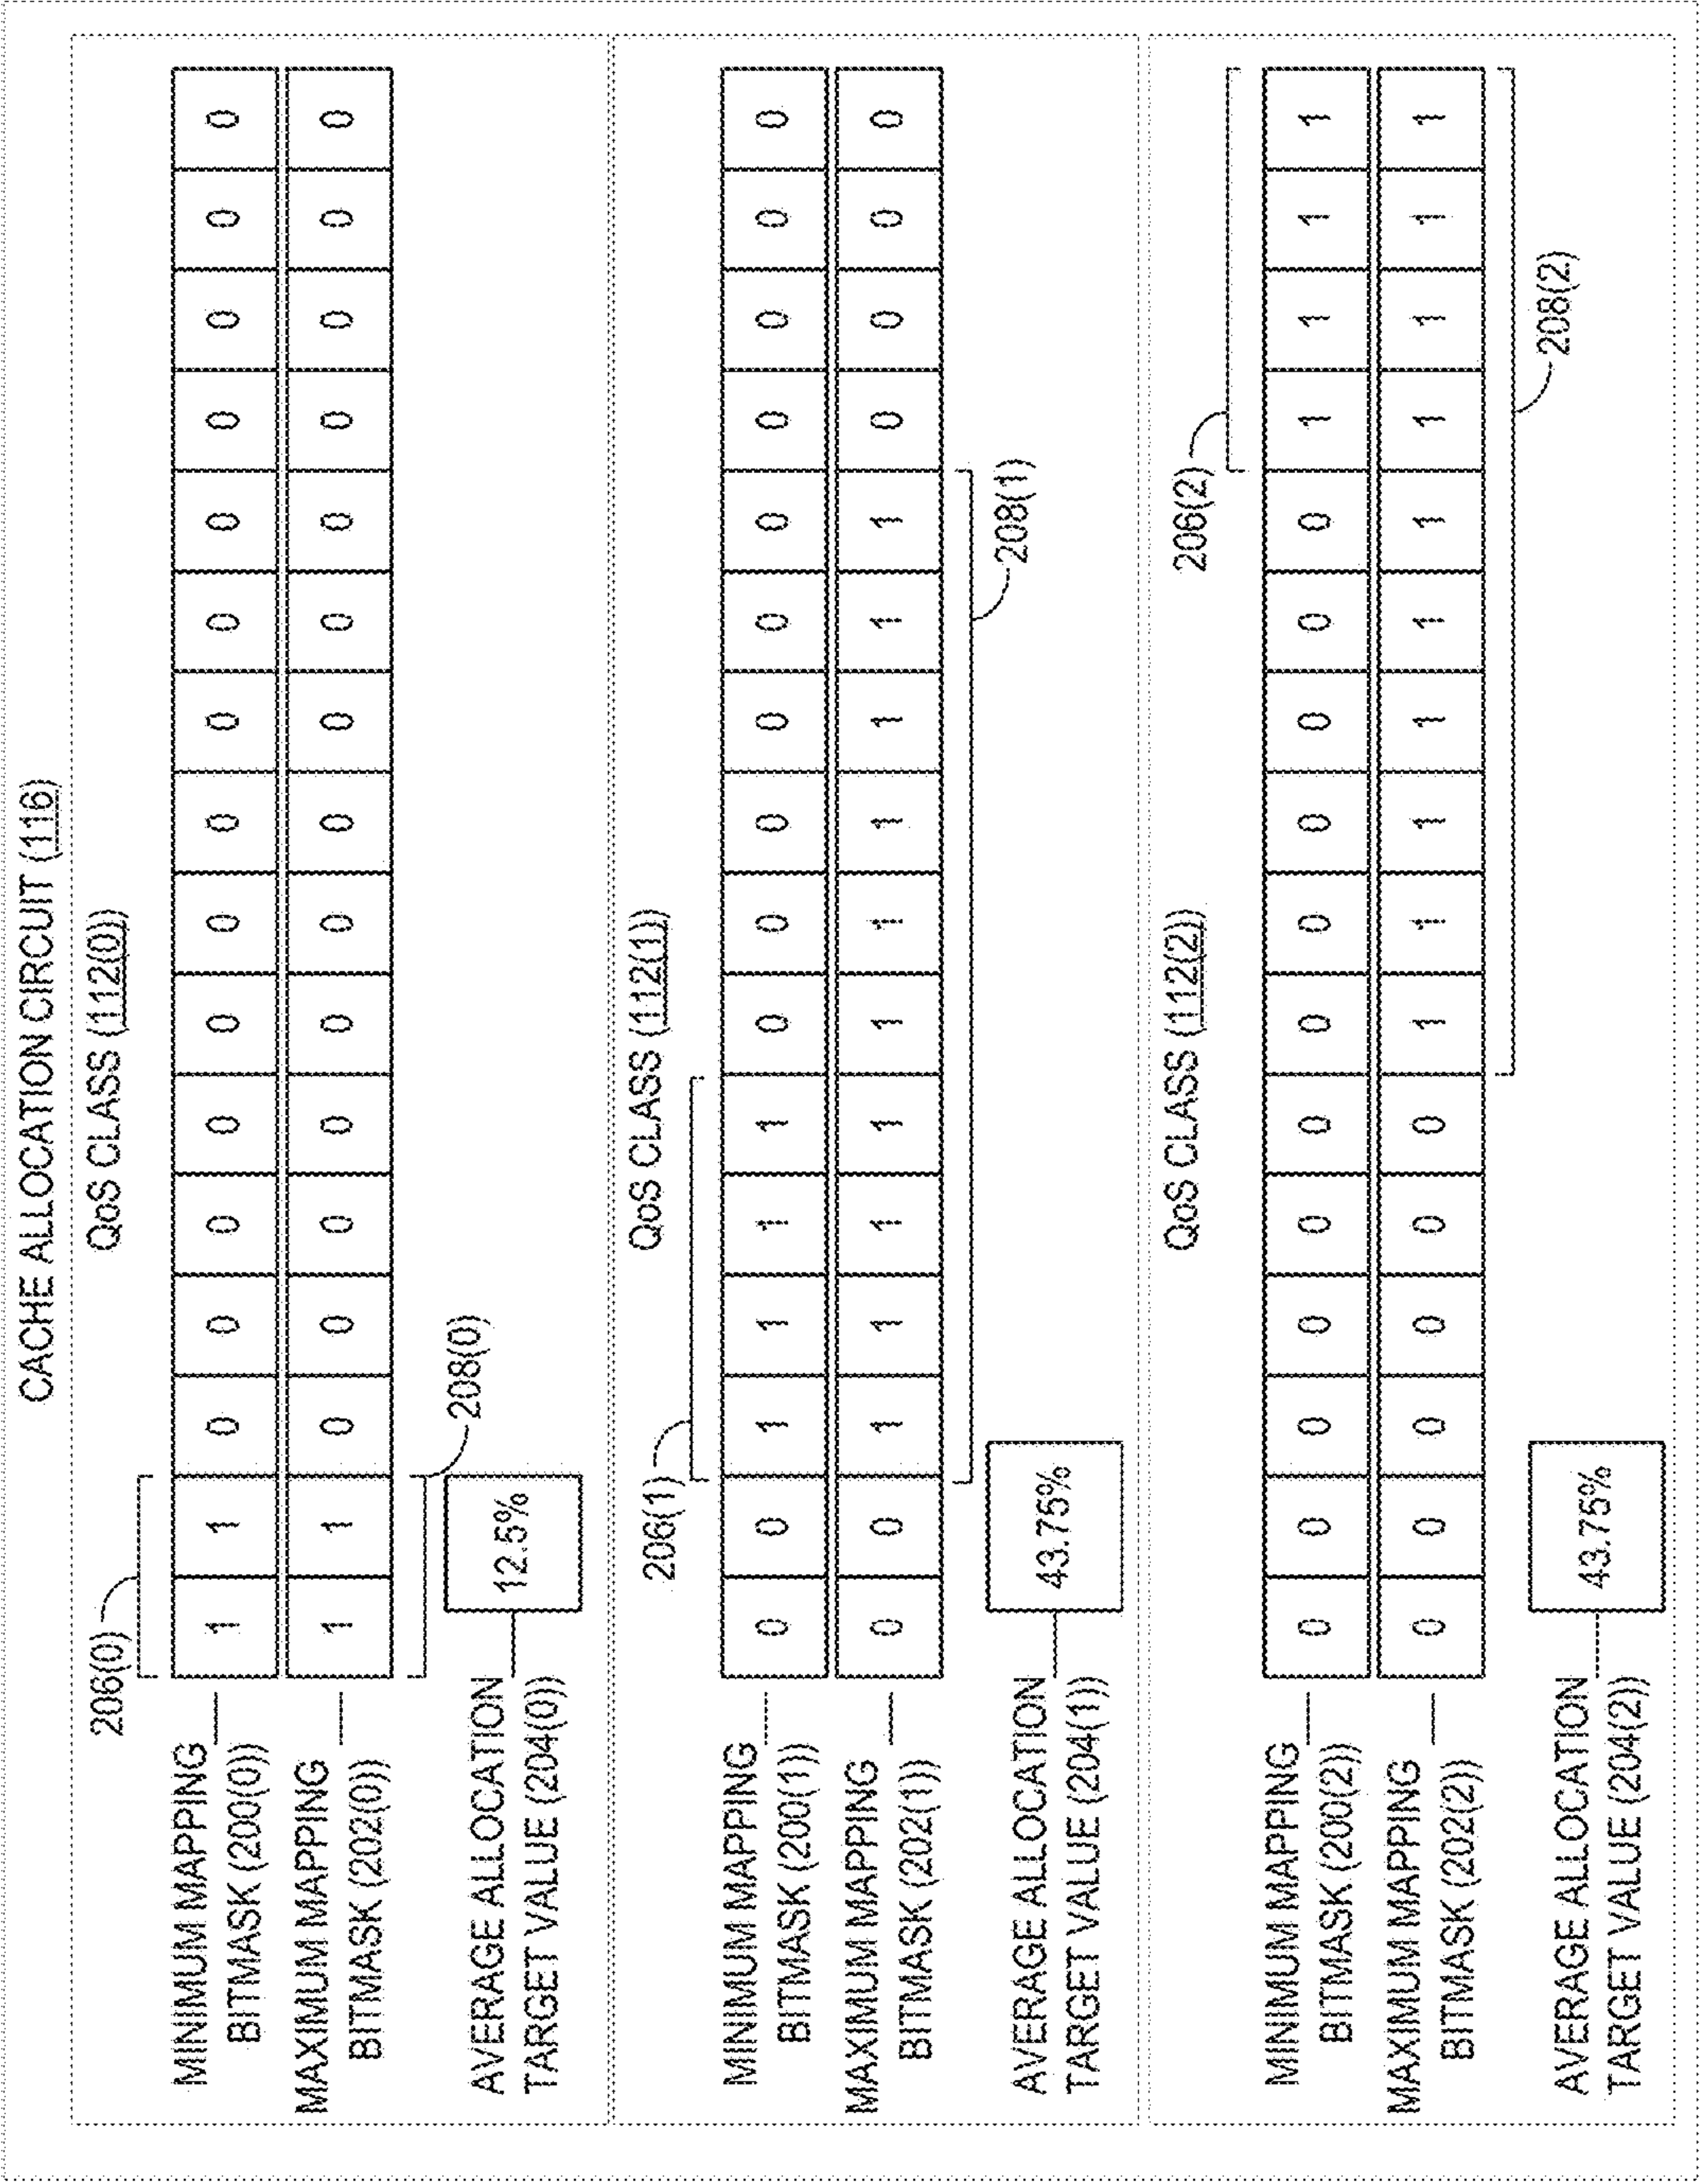 CACHE ALLOCATION CIRCUIT (116)
QoS CLASS (112(0))
206(0)
MINIMUM MAPPING
BITMASK (200(0))
1 1 0 0 0 0 0 0 0 0 0 0 0 0 0 0
MAXIMUM MAPPING
BITMASK (202(0))
1 1 0 0 0 0 0 0 0 0 0 0 0 0 0 0
208(0)
AVERAGE ALLOCATION
TARGET VALUE (204(0))
12.5%
QoS CLASS (112(1))
206(1)
MINIMUM MAPPING
BITMASK (200(1))
0 0 1 1 1 1 0 0 0 0 0 0 0 0 0 0
MAXIMUM MAPPING
BITMASK (202(1))
0 0 1 1 1 1 1 1 1 1 1 1 0 0 0 0
208(1)
AVERAGE ALLOCATION
TARGET VALUE (204(1))
43.75%
QoS CLASS (112(2))
206(2)
MINIMUM MAPPING
BITMASK (200(2))
0 0 0 0 0 0 0 0 0 0 0 0 1 1 1 1
MAXIMUM MAPPING
BITMASK (202(2))
0 0 0 0 0 0 1 1 1 1 1 1 1 1 1 1
208(2)
AVERAGE ALLOCATION
TARGET VALUE (204(2))
43.75%